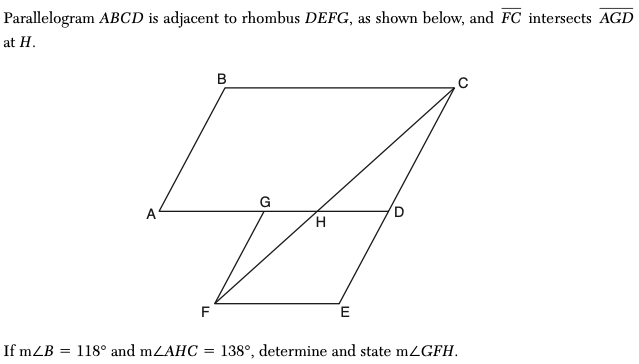 Parallelogram ABCD is adjacent to rhombus DEFG, as shown below, and FC intersects AGD
at H.
B
C
A
G
H
D
F
E
If m∠B = 118° and m∠AHC = 138°, determine and state m∠GFH.